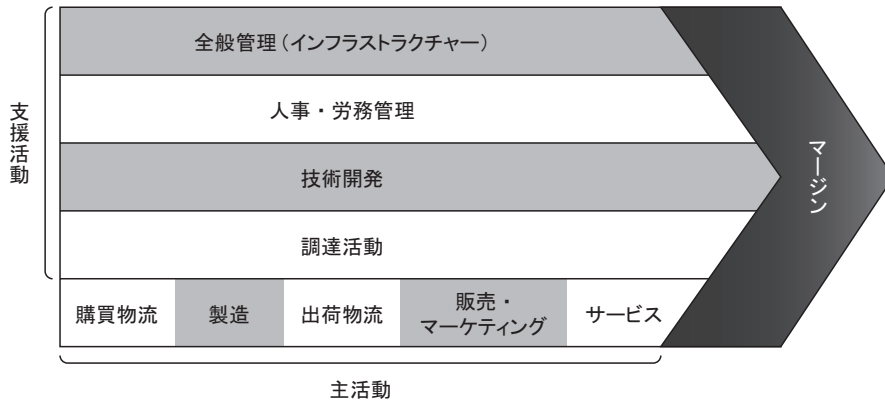 全般管理（インフラストラクチャー）
人事・労務管理
技術開発
調達活動
支援活動
マージン
購買物流
製造
出荷物流
販売・
マーケティング
サービス
主活動